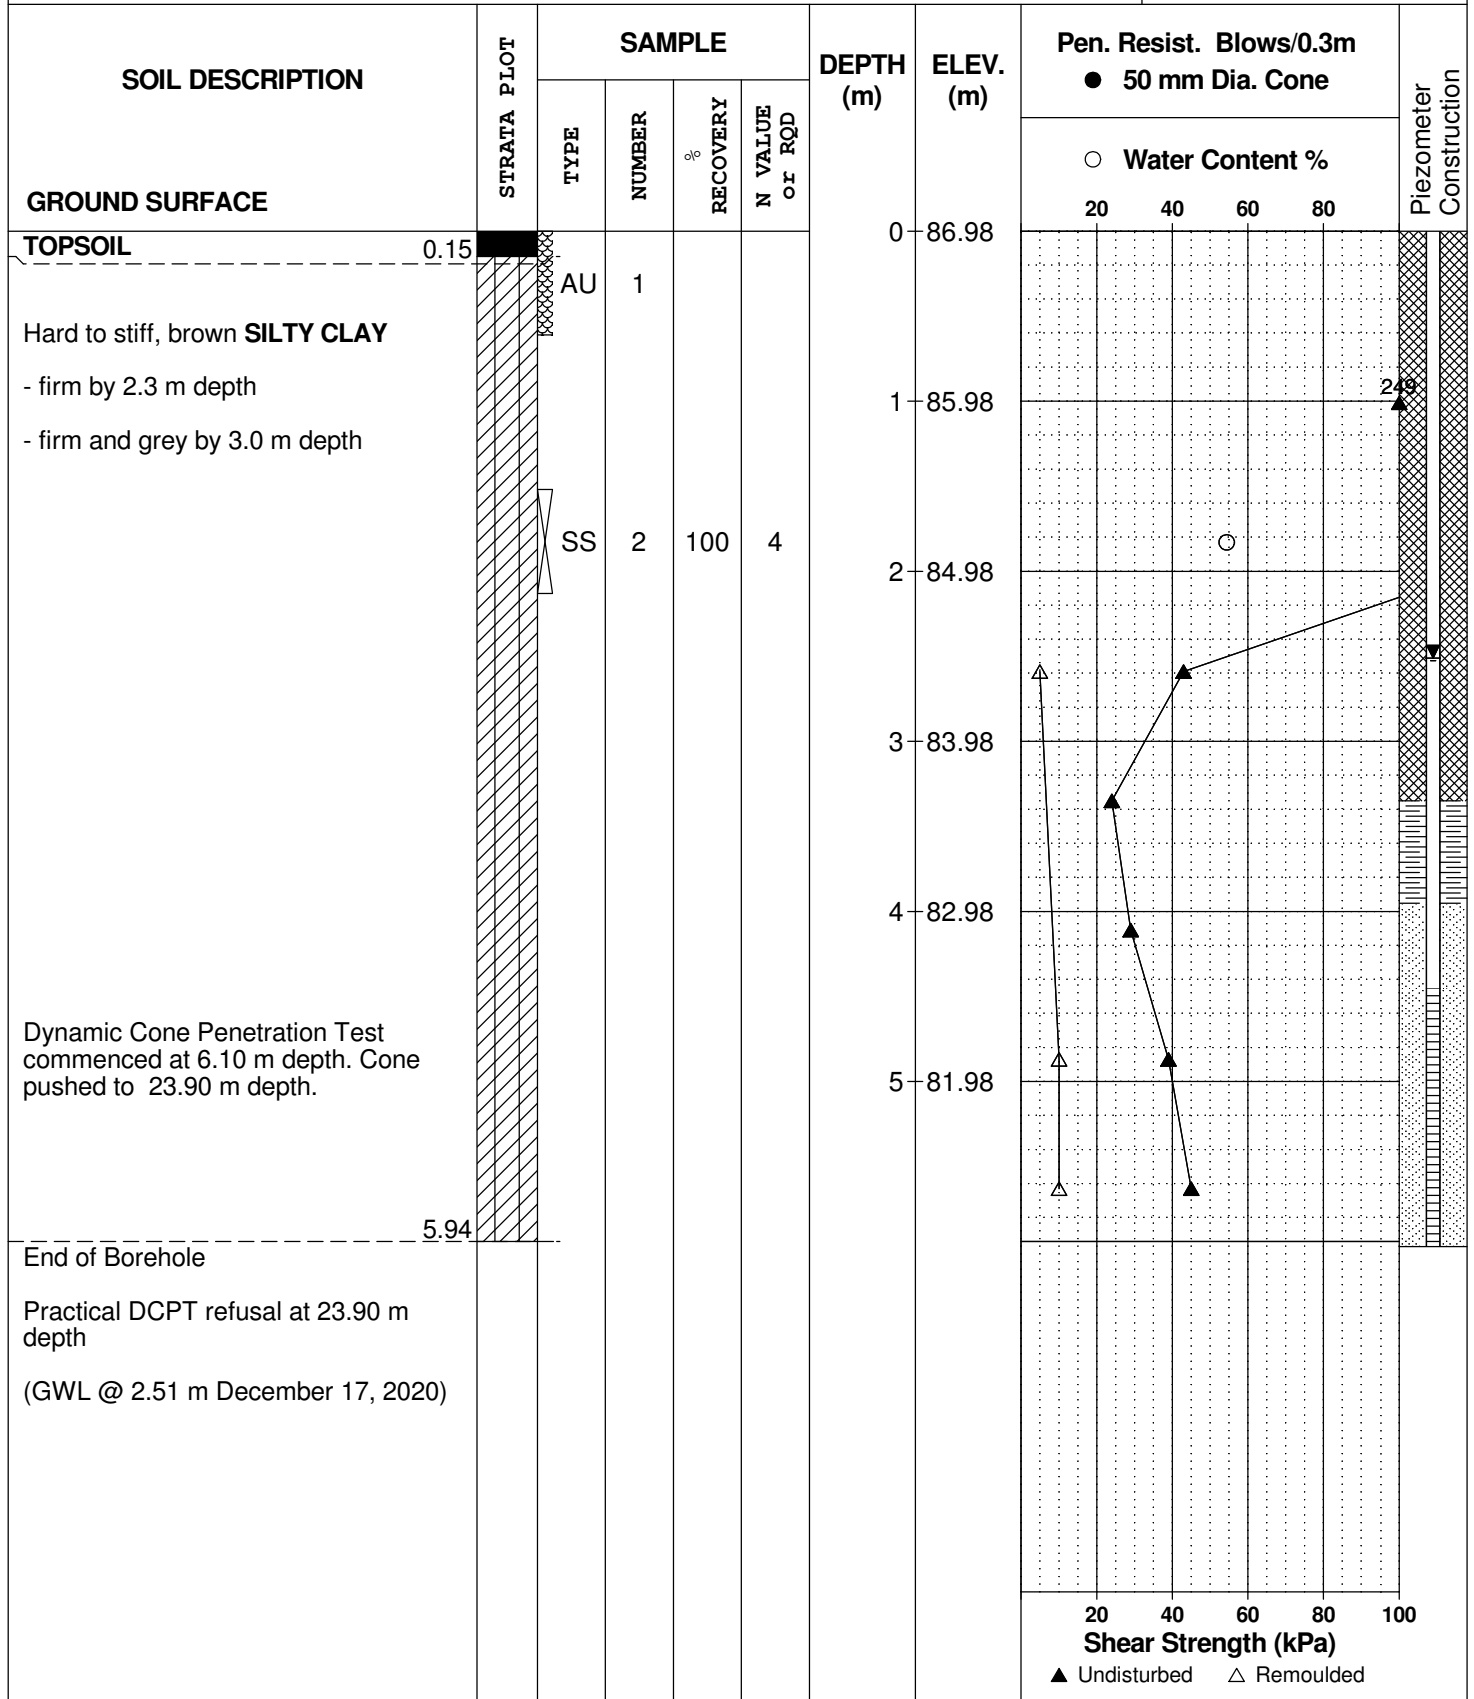 SOIL DESCRIPTION
GROUND SURFACE
STRATA PLOT
SAMPLE
TYPE
NUMBER
% RECOVERY
N VALUE or RQD
DEPTH (m)
ELEV. (m)
Pen. Resist. Blows/0.3m
● 50 mm Dia. Cone
○ Water Content %
20 40 60 80
Piezometer Construction
TOPSOIL 0.15
0 86.98
AU 1
Hard to stiff, brown SILTY CLAY
- firm by 2.3 m depth
249
1 85.98
- firm and grey by 3.0 m depth
SS 2 100 4
2 84.98
3 83.98
4 82.98
Dynamic Cone Penetration Test
commenced at 6.10 m depth. Cone
pushed to 23.90 m depth.
5 81.98
5.94
End of Borehole
Practical DCPT refusal at 23.90 m
depth
(GWL @ 2.51 m December 17, 2020)
20 40 60 80 100
Shear Strength (kPa)
▲ Undisturbed △ Remoulded